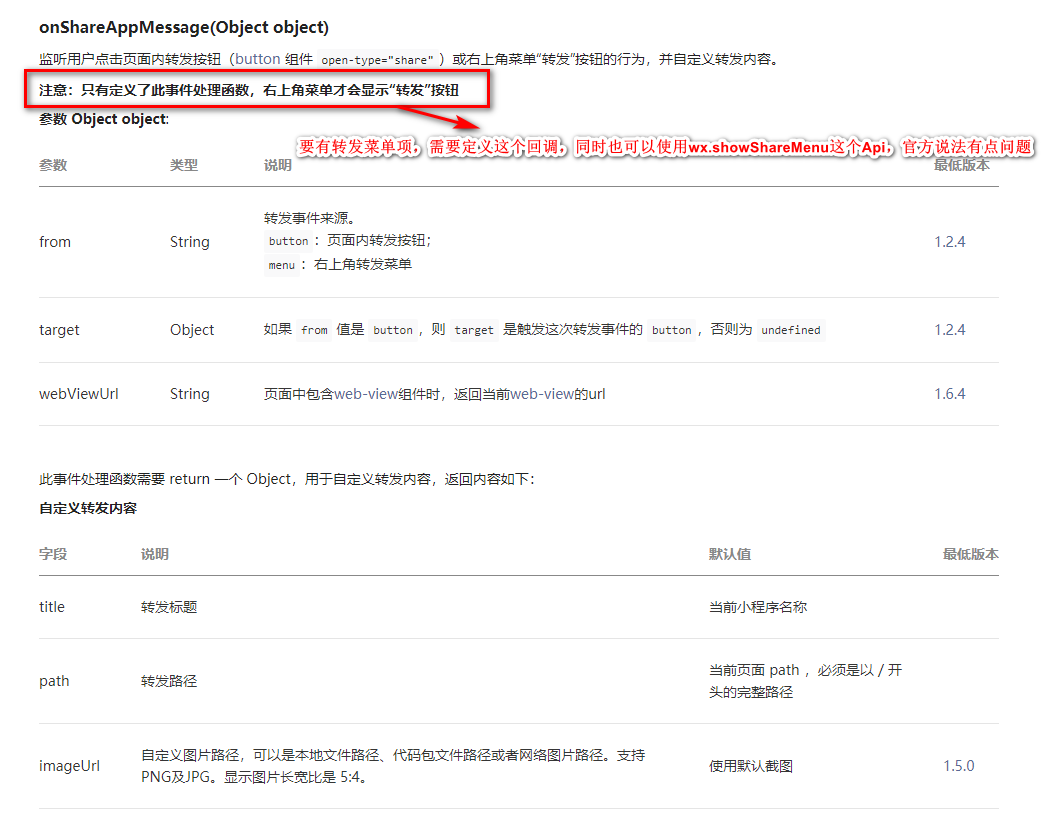 onShareAppMessage(Object object)
监听用户点击页面内转发按钮（button 组件 open-type="share"）或右上角菜单“转发”按钮的行为，并自定义转发内容。
注意：只有定义了此事件处理函数，右上角菜单才会显示“转发”按钮
参数 Object object:
要有转发菜单项，需要定义这个回调，同时也可以使用wx.showShareMenu这个Api，官方说法有点问题
参数 类型 说明 最低版本
转发事件来源。
from String button：页面内转发按钮； 1.2.4
menu：右上角转发菜单
target Object 如果 from 值是 button，则 target 是触发这次转发事件的 button，否则为 undefined 1.2.4
webViewUrl String 页面中包含web-view组件时，返回当前web-view的url 1.6.4
此事件处理函数需要 return 一个 Object，用于自定义转发内容，返回内容如下：
自定义转发内容
字段 说明 默认值 最低版本
title 转发标题 当前小程序名称
path 转发路径 当前页面 path ，必须是以 / 开
头的完整路径
imageUrl 自定义图片路径，可以是本地文件路径、代码包文件路径或者网络图片路径。支持 使用默认截图 1.5.0
PNG及JPG。显示图片长宽比是 5:4。